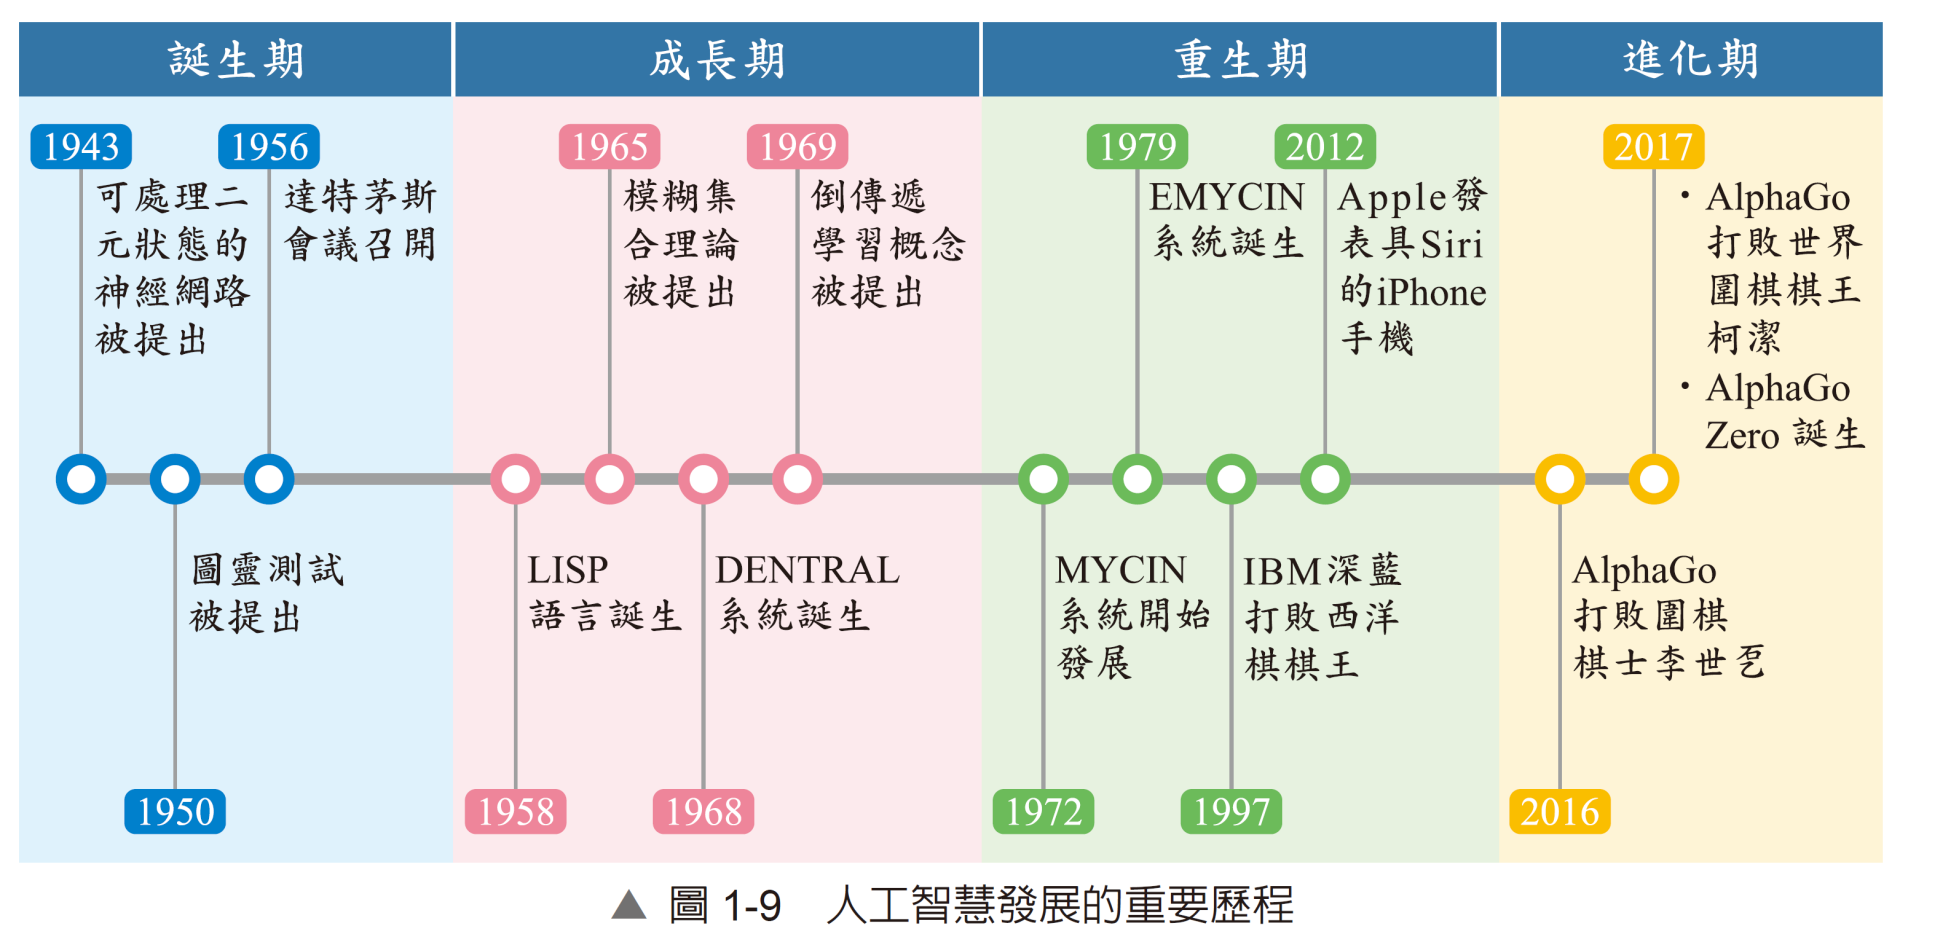 誕生期
成長期
重生期
進化期
1943
可處理二
元狀態的
神經網路
被提出
1950
圖靈測試
被提出
1956
達特茅斯
會議召開
1958
LISP
語言誕生
1965
模糊集
合理論
被提出
1968
DENTRAL
系統誕生
1969
倒傳遞
學習概念
被提出
1972
MYCIN
系統開始
發展
1979
EMYCIN
系統誕生
1997
IBM深藍
打敗西洋
棋棋王
2012
Apple發
表具Siri
的iPhone
手機
2016
AlphaGo
打敗圍棋
棋士李世乭
2017
・AlphaGo
打敗世界
圍棋棋王
柯潔
・AlphaGo
Zero 誕生
▲ 圖 1-9 人工智慧發展的重要歷程